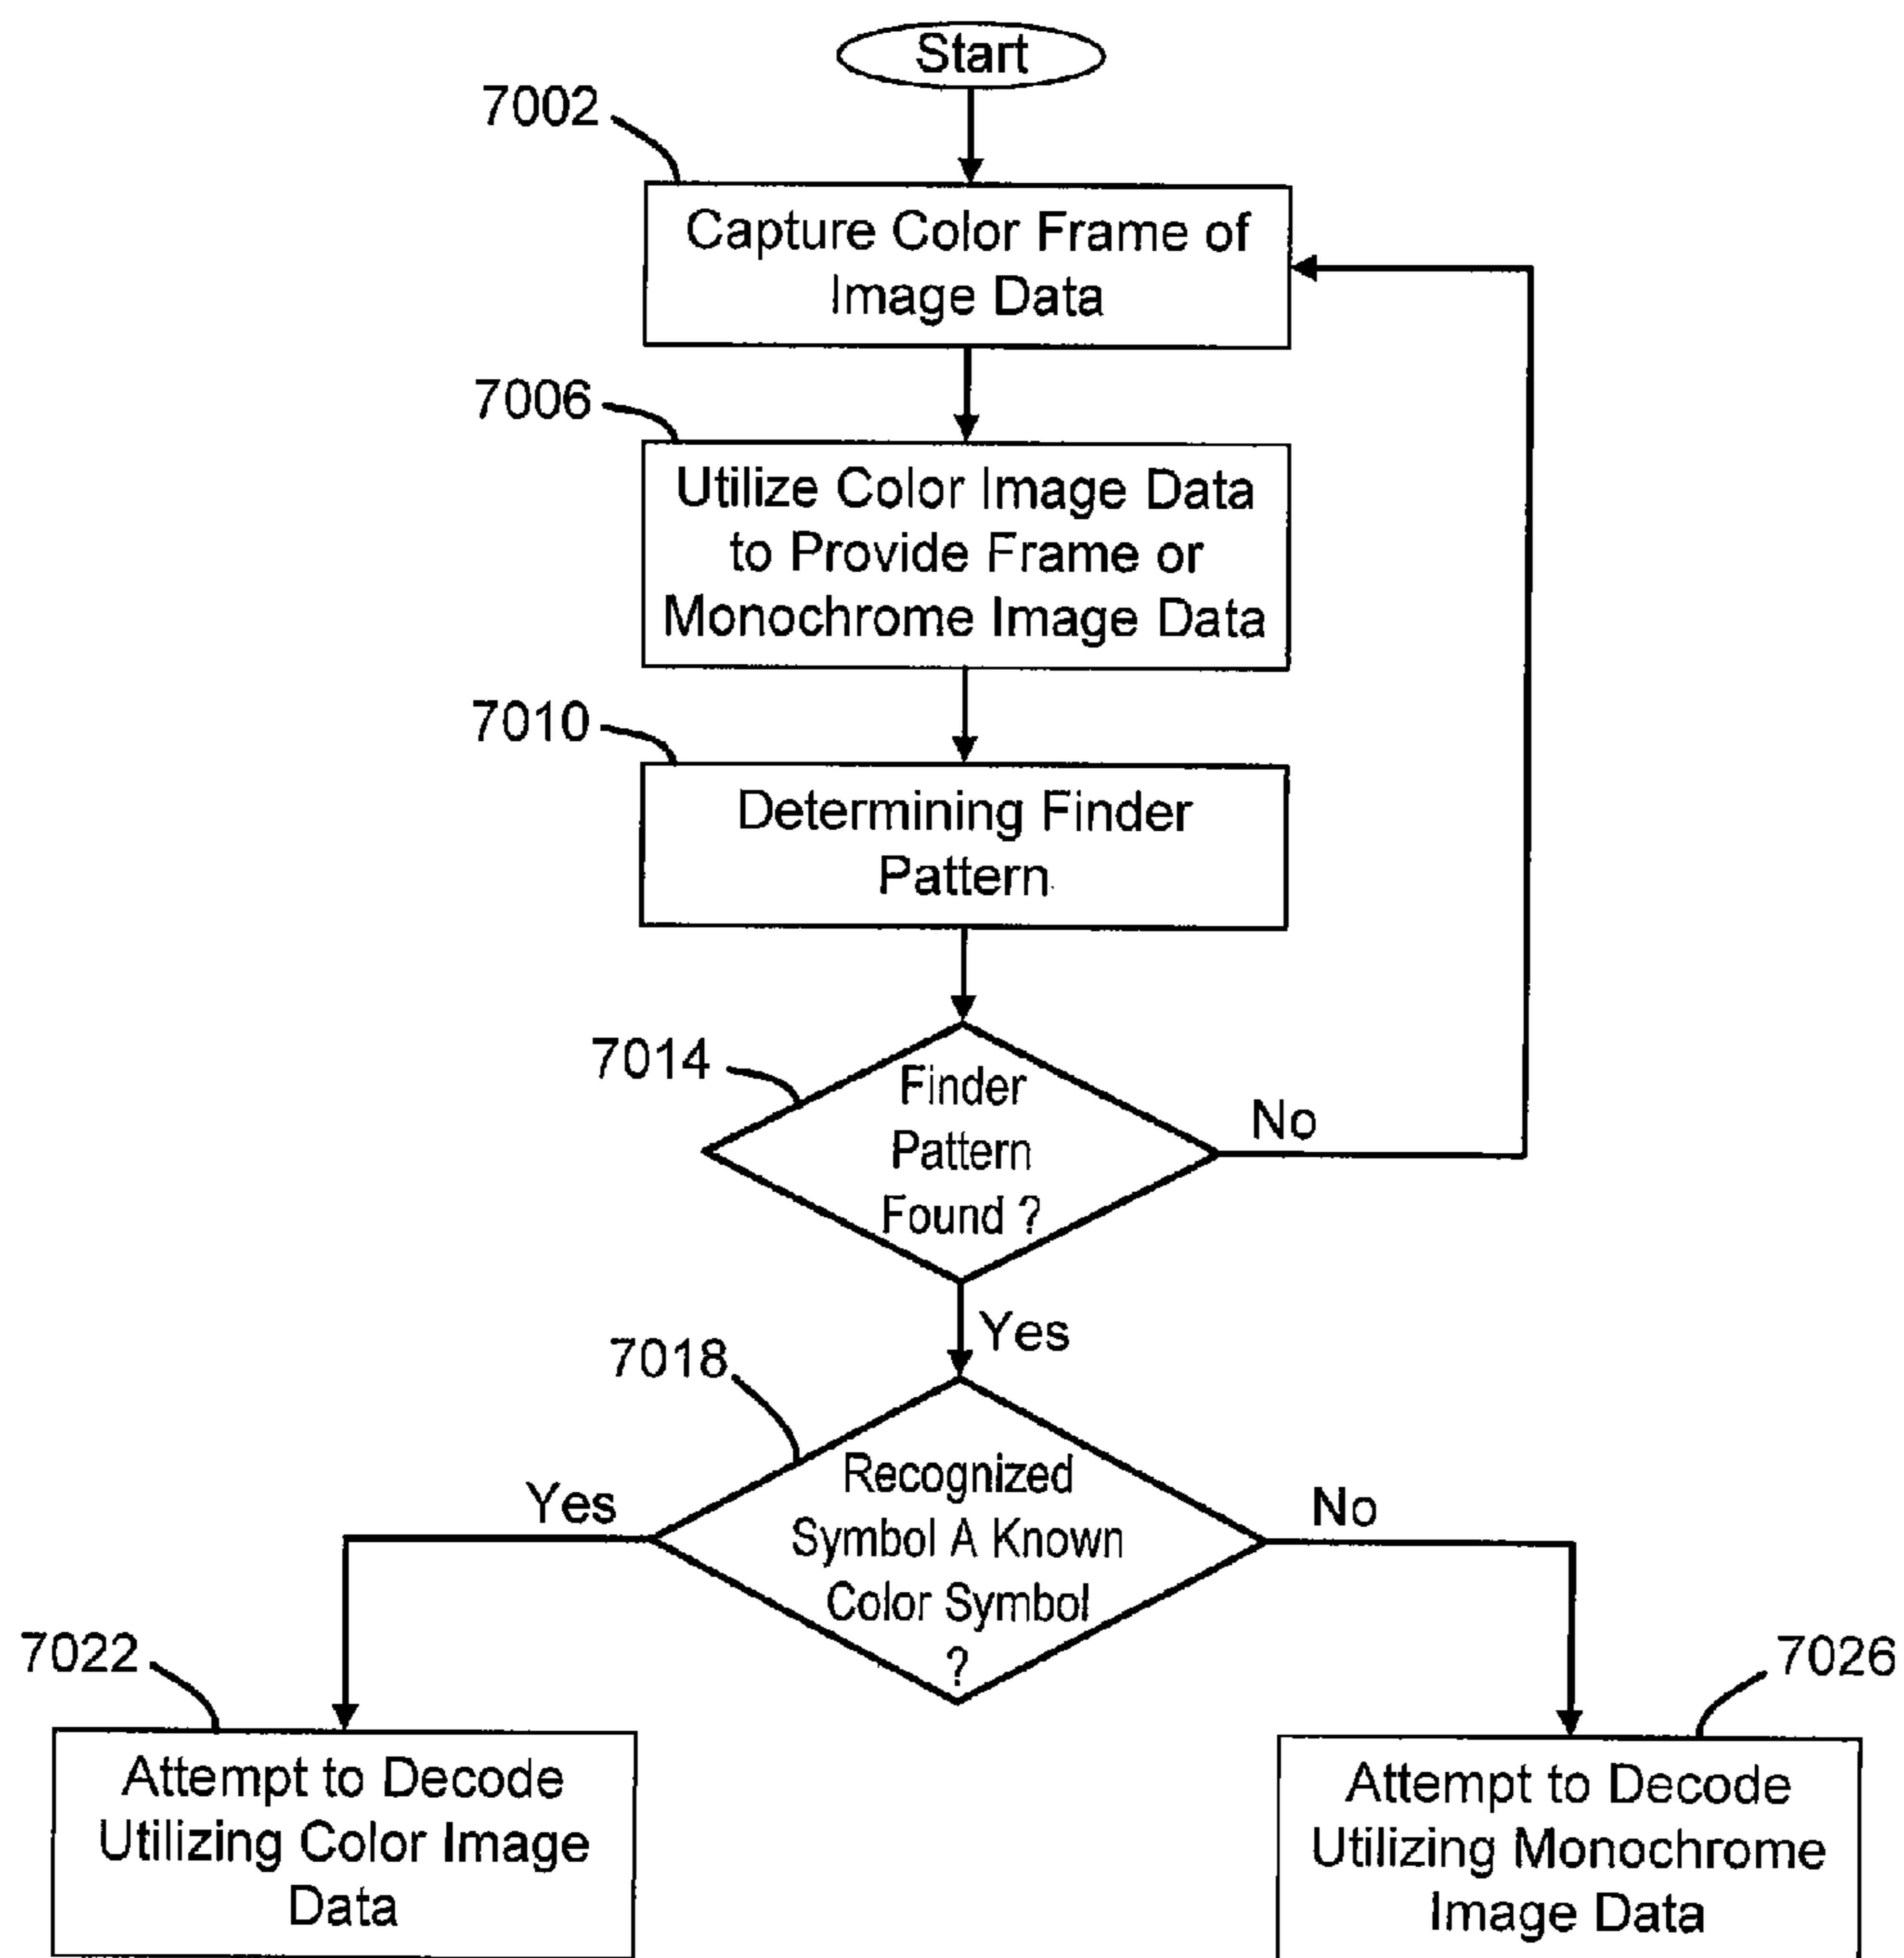 Start
7002
Capture Color Frame of
Image Data
7006
Utilize Color Image Data
to Provide Frame or
Monochrome Image Data
7010
Determining Finder
Pattern
7014
Finder
Pattern
Found ?
No
Yes
7018
Recognized
Symbol A Known
Color Symbol
?
Yes
No
7022
Attempt to Decode
Utilizing Color Image
Data
7026
Attempt to Decode
Utilizing Monochrome
Image Data